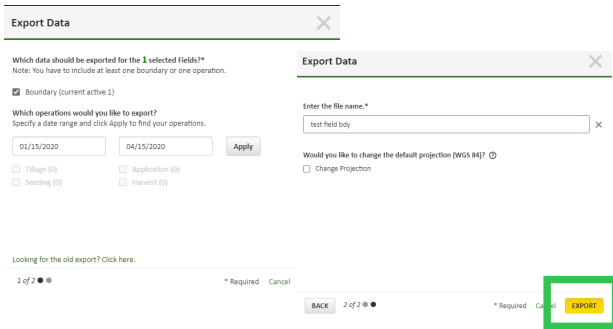 Export Data
Which data should be exported for the 1 selected Fields?*
Note: You have to include at least one boundary or one operation.
Boundary (current active 1)
Which operations would you like to export?
Specify a date range and click Apply to find your operations.
01/15/2020 04/15/2020 Apply
Tillage (0) Application (0)
Seeding (0) Harvest (0)
Looking for the old export? Click here.
1 of 2 * Required Cancel
Export Data
Enter the file name.*
test field bdy
Would you like to change the default projection (WGS 84)?
Change Projection
BACK 2 of 2 * Required Cancel EXPORT